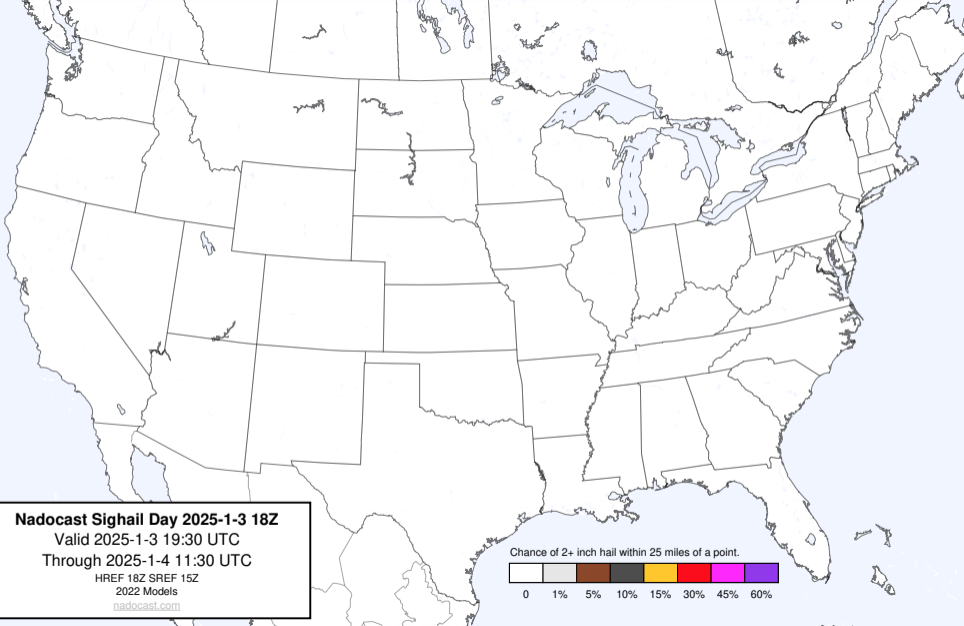 Nadocast Sighail Day 2025-1-3 18Z
Valid 2025-1-3 19:30 UTC
Through 2025-1-4 11:30 UTC
HREF 18Z SREF 15Z
2022 Models
nadocast.com
Chance of 2+ inch hail within 25 miles of a point.
0 1% 5% 10% 15% 30% 45% 60%